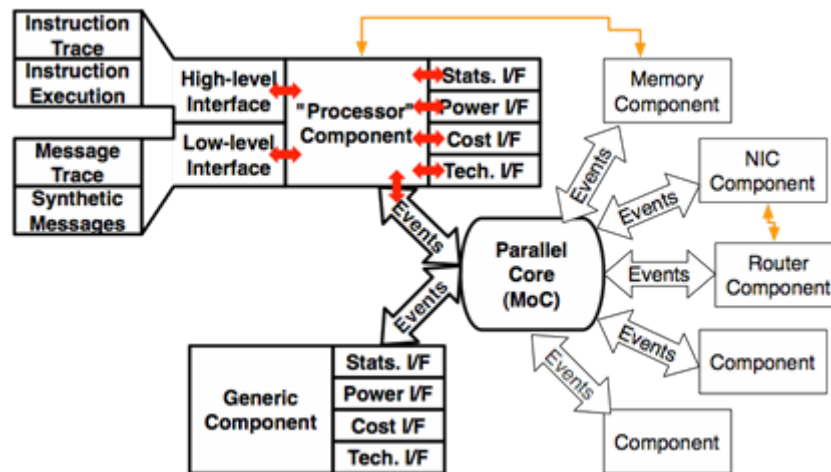 Instruction
Trace
Instruction
Execution
Message
Trace
Synthetic
Messages
High-level
Interface
Low-level
Interface
"Processor"
Component
Stats. I/F
Power I/F
Cost I/F
Tech. I/F
Events
Events
Generic
Component
Stats. I/F
Power I/F
Cost I/F
Tech. I/F
Parallel
Core
(MoC)
Events
Events
Events
Events
Events
Memory
Component
NIC
Component
Router
Component
Component
Component